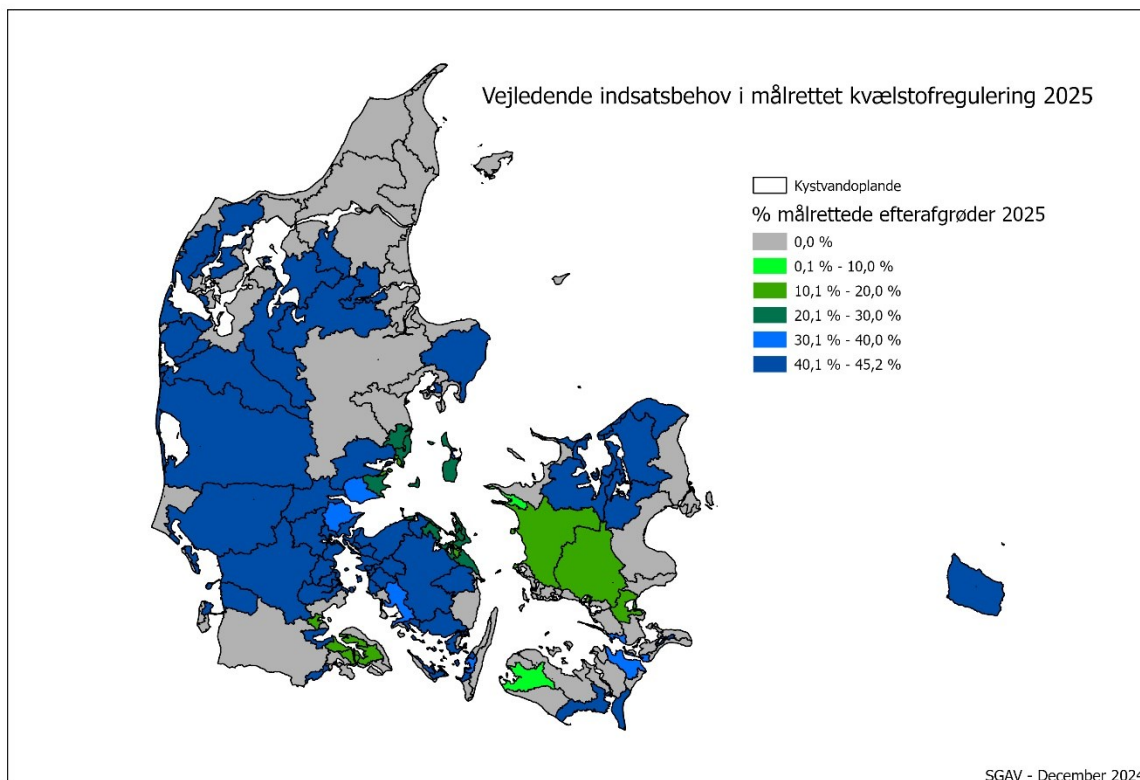 Vejledende indsatsbehov i målrettet kvælstofregulering 2025
Kystvandoplande
% målrettede efterafgrøder 2025
0,0 %
0,1 % - 10,0 %
10,1 % - 20,0 %
20,1 % - 30,0 %
30,1 % - 40,0 %
40,1 % - 45,2 %
SGAV - December 2024